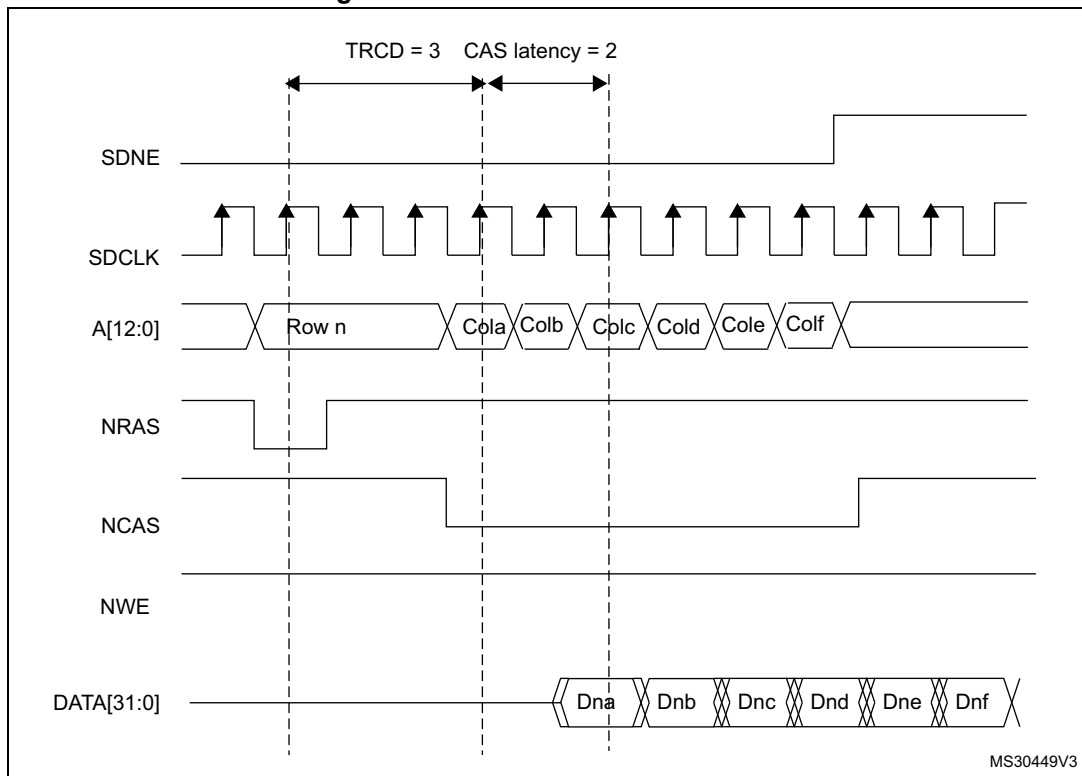 g
TRCD = 3 CAS latency = 2
SDNE
SDCLK
A[12:0] Row n Cola Colb Colc Cold Cole Colf
NRAS
NCAS
NWE
DATA[31:0] Dna Dnb Dnc Dnd Dne Dnf
MS30449V3